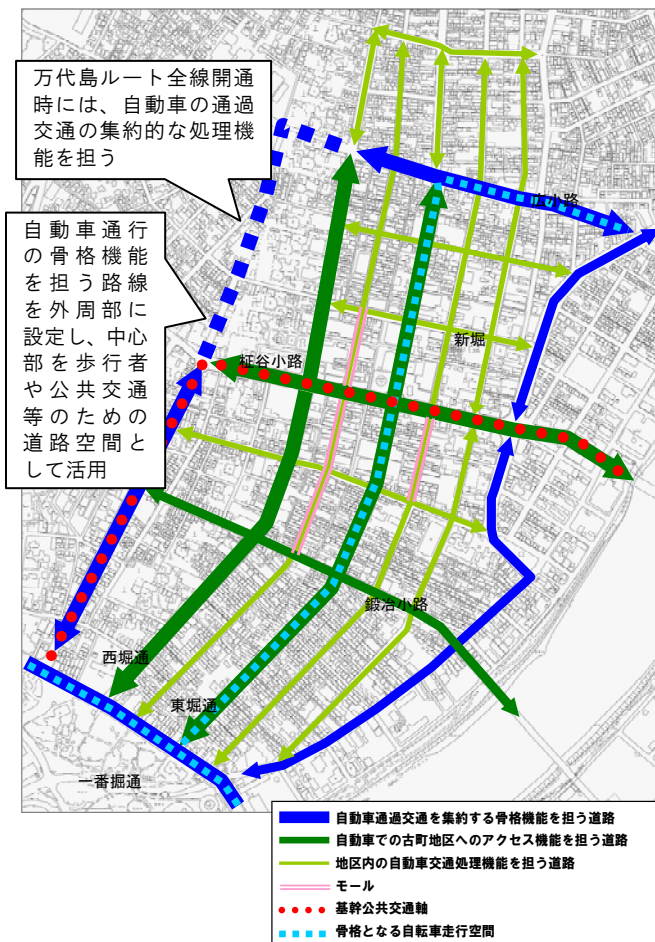 万代島ルート全線開通
時には、自動車の通過
交通の集約的な処理機
能を担う
自動車通行
の骨格機能
を担う路線
を外周部に
設定し、中心
部を歩行者
や公共交通
等のための
道路空間と
して活用
広小路
新堀
柾谷小路
鍛冶小路
西堀通
東堀通
一番掘通
自動車通過交通を集約する骨格機能を担う道路
自動車での古町地区へのアクセス機能を担う道路
地区内の自動車交通処理機能を担う道路
モール
基幹公共交通軸
骨格となる自転車走行空間